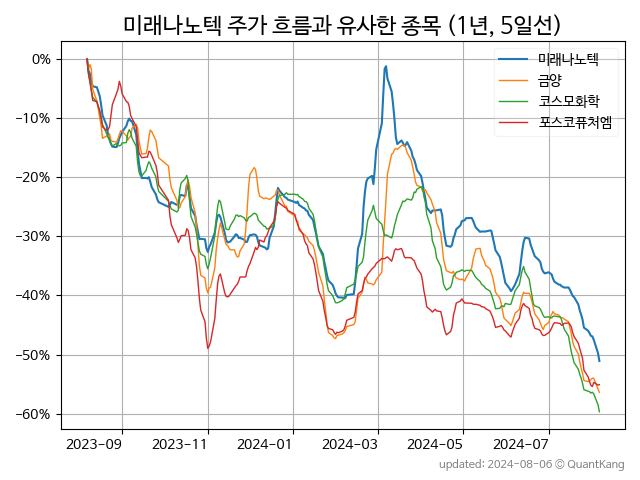 미래나노텍 주가 흐름과 유사한 종목 (1년, 5일선)
미래나노텍
금양
코스모화학
포스코퓨처엠
0%
−10%
−20%
−30%
−40%
−50%
−60%
2023-09 2023-11 2024-01 2024-03 2024-05 2024-07
updated: 2024-08-06 © QuantKang